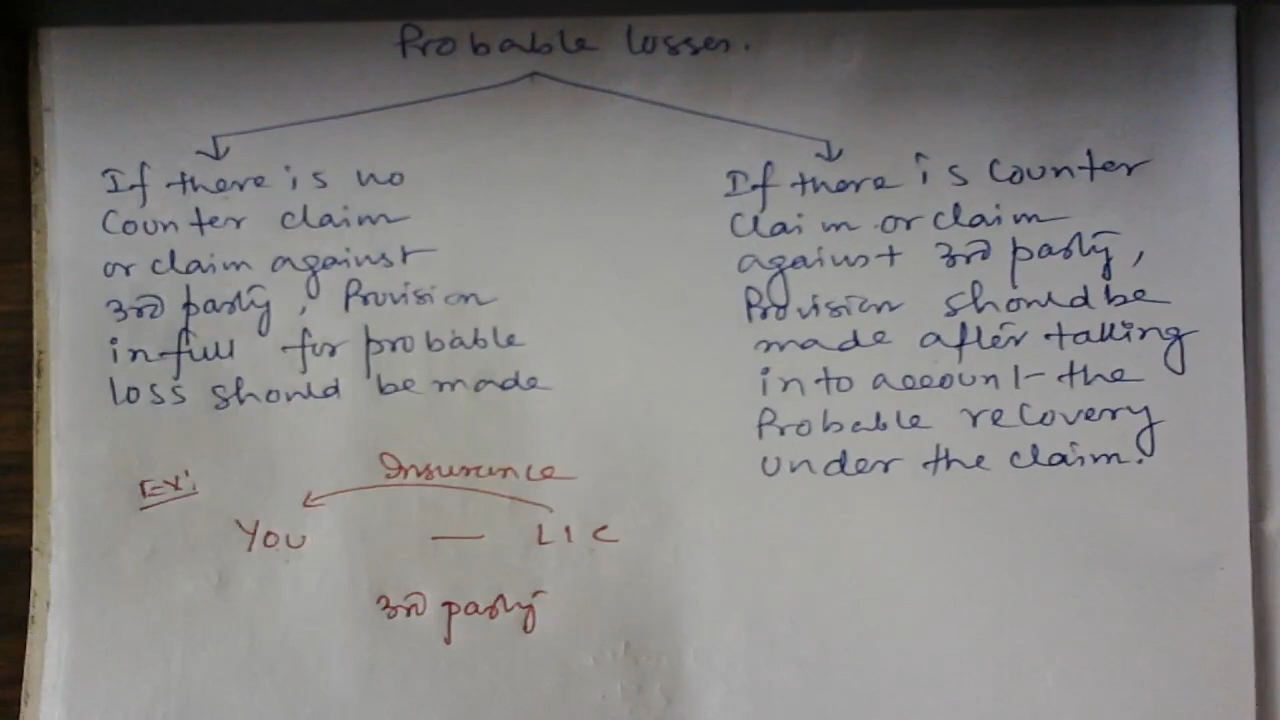 Probable losses.
If there is no
Counter claim
or claim against
3rd party, Provision
in full for probable
loss should be made
If there is Counter
Claim or claim
against 3rd party,
Provision should be
made after taking
into account the
Probable recovery
under the claim.
Ex:
Insurance
You — LIC
3rd party